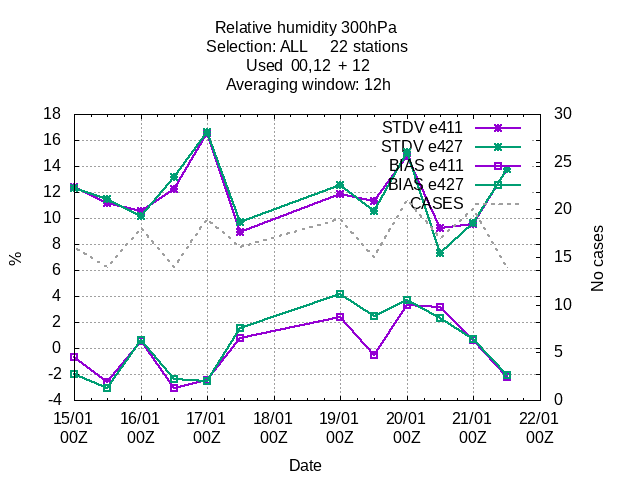 Relative humidity 300hPa
Selection: ALL 22 stations
Used 00,12 + 12
Averaging window: 12h
18
16
14
12
10
8
6
4
2
0
-2
-4
%
30
25
20
15
10
5
0
No cases
STDV e411
STDV e427
BIAS e411
BIAS e427
CASES
15/01 16/01 17/01 18/01 19/01 20/01 21/01 22/01
00Z 00Z 00Z 00Z 00Z 00Z 00Z 00Z
Date